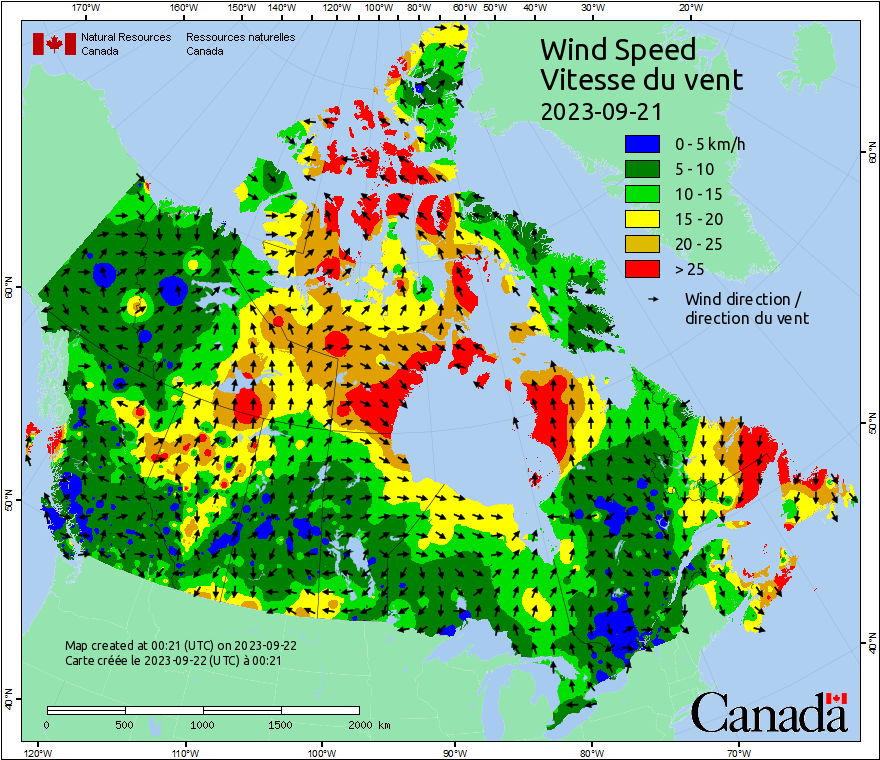 170°W 160°W 150°W 140°W 130°W 120°W 110°W 100°W 90°W 80°W 70°W 60°W 50°W 40°W 30°W 20°W
Natural Resources Canada
Ressources naturelles Canada
Wind Speed
Vitesse du vent
2023-09-21
0 - 5 km/h
5 - 10
10 - 15
15 - 20
20 - 25
> 25
Wind direction /
direction du vent
60°N
60°N
50°N
50°N
40°N
40°N
Map created at 00:21 (UTC) on 2023-09-22
Carte créée le 2023-09-22 (UTC) à 00:21
0 500 1000 1500 2000 km
Canada
120°W 110°W 100°W 90°W 80°W 70°W